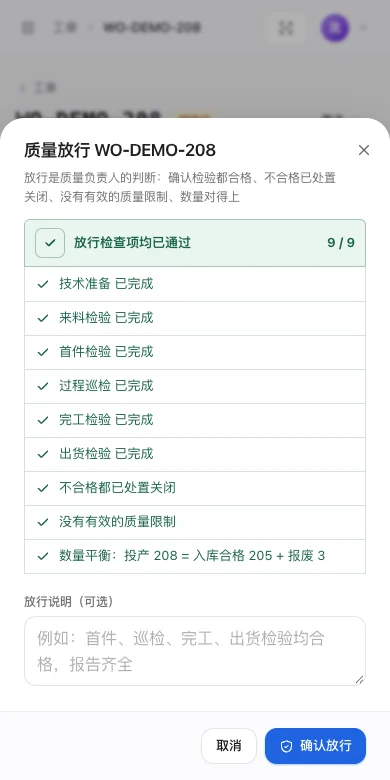 工单
WO-DEMO-208
工单
质量放行 WO-DEMO-208
放行是质量负责人的判断：确认检验都合格、不合格已处置
关闭、没有有效的质量限制、数量对得上
放行检查项均已通过 9 / 9
技术准备 已完成
来料检验 已完成
首件检验 已完成
过程巡检 已完成
完工检验 已完成
出货检验 已完成
不合格都已处置关闭
没有有效的质量限制
数量平衡：投产 208 = 入库合格 205 + 报废 3
放行说明（可选）
例如：首件、巡检、完工、出货检验均合
格，报告齐全
取消
确认放行